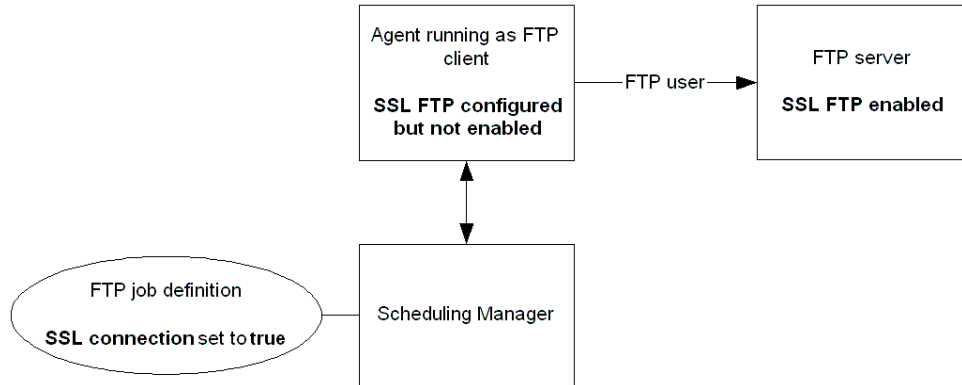 Agent running as FTP
client
SSL FTP configured
but not enabled
FTP user
FTP server
SSL FTP enabled
FTP job definition
SSL connection set to true
Scheduling Manager